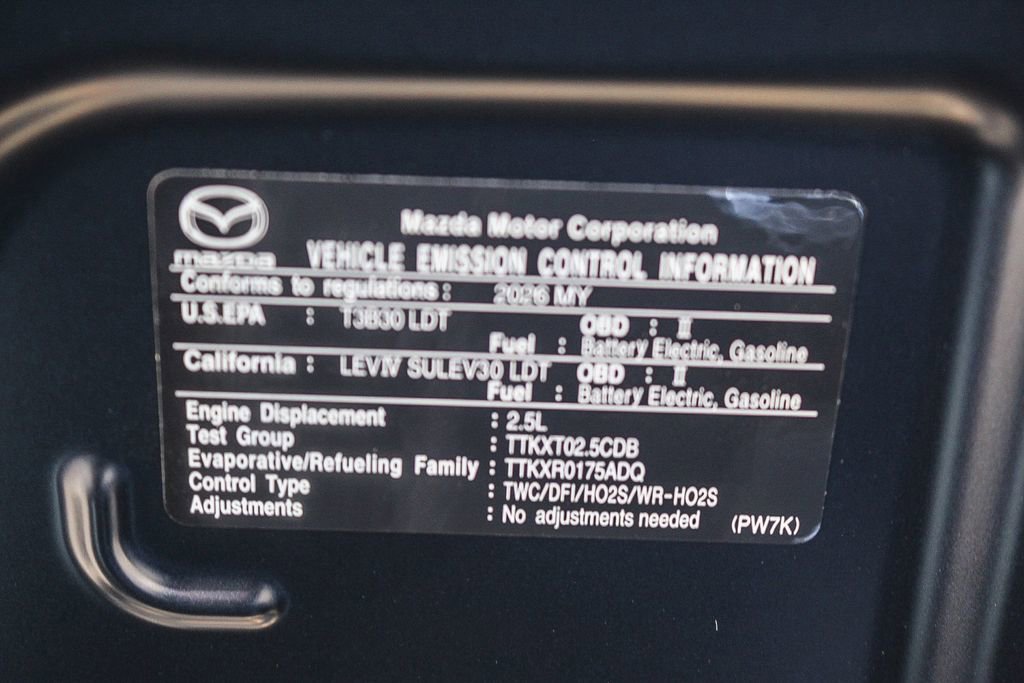 mazda
Mazda Motor Corporation
VEHICLE EMISSION CONTROL INFORMATION
Conforms to regulations : 2026 MY
U.S.EPA : T3B30 LDT OBD : II
Fuel : Battery Electric, Gasoline
California : LEVIV SULEV30 LDT OBD : II
Fuel : Battery Electric, Gasoline
Engine Displacement : 2.5L
Test Group : TTKXT02.5CDB
Evaporative/Refueling Family : TTKXR0175ADQ
Control Type : TWC/DFI/HO2S/WR-HO2S
Adjustments : No adjustments needed (PW7K)